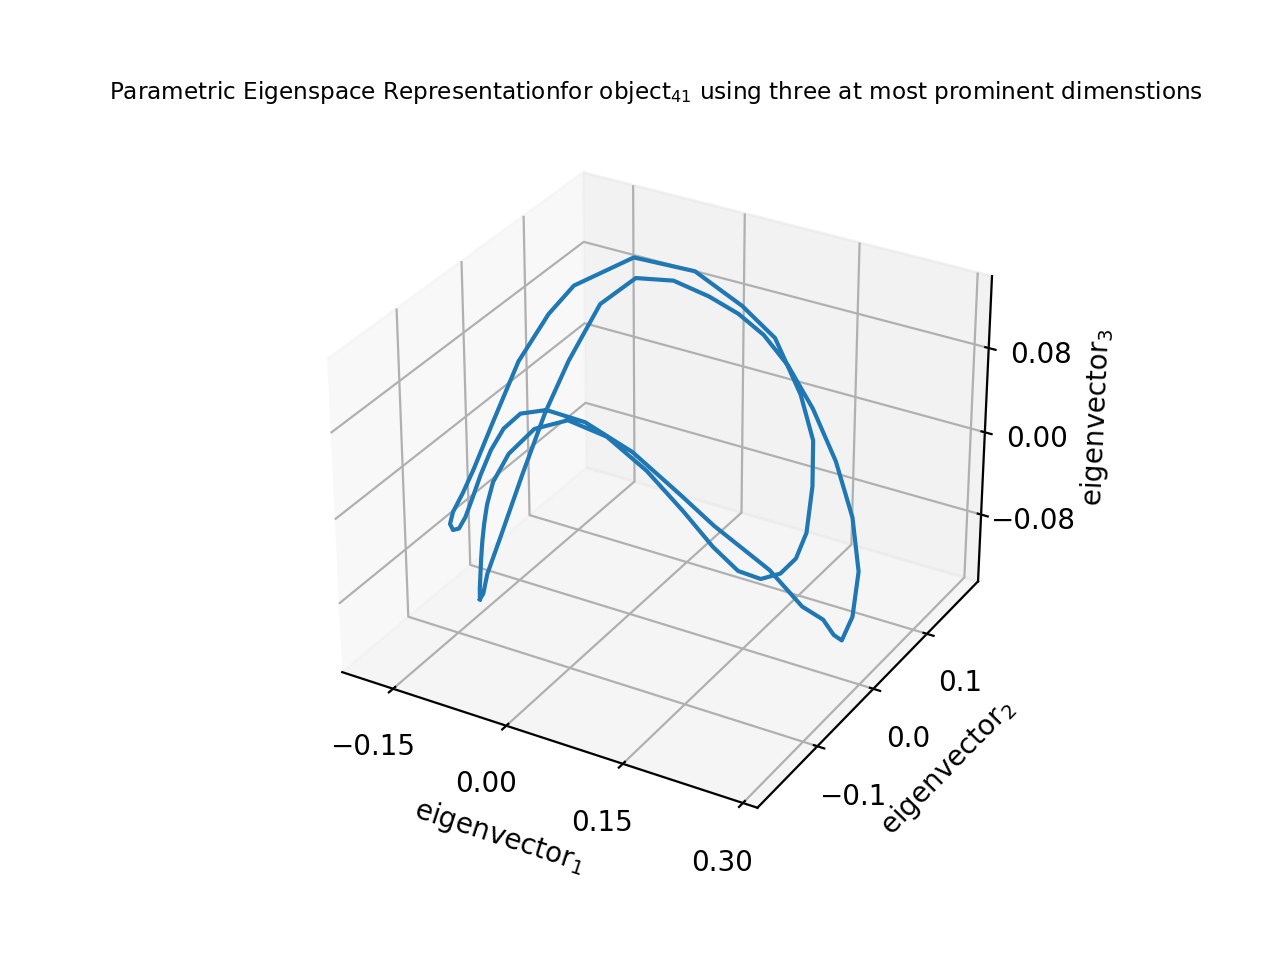 Parametric Eigenspace Representationfor object₄₁ using three at most prominent dimenstions
0.08
0.00
−0.08
eigenvector₃
0.1
0.0
−0.1
eigenvector₂
−0.15
0.00
0.15
0.30
eigenvector₁